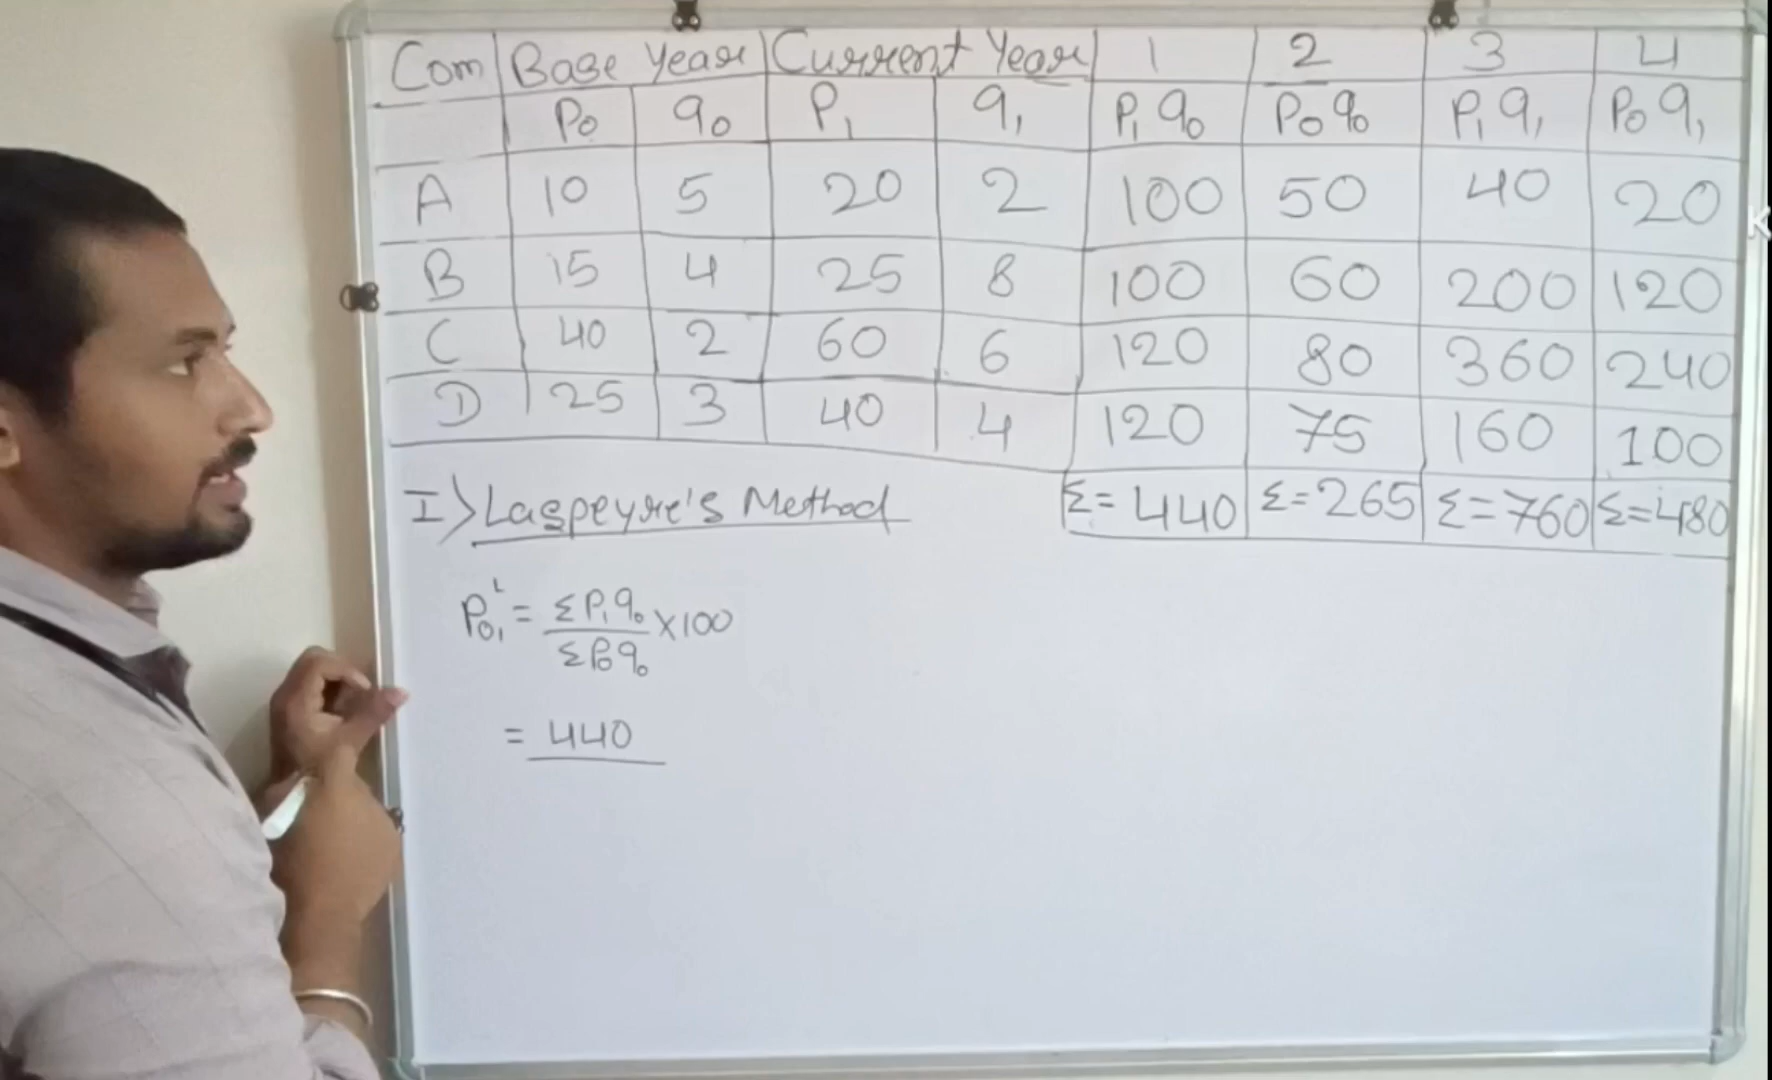 Com Base Year Current Year 1 2 3 4
P₀ q₀ P₁ q₁ P₁q₀ P₀q₀ P₁q₁ P₀q₁
A 10 5 20 2 100 50 40 20
B 15 4 25 8 100 60 200 120
C 40 2 60 6 120 80 360 240
D 25 3 40 4 120 75 160 100
Σ=440 Σ=265 Σ=760 Σ=480
I> Laspeyre's Method
P₀₁ᴸ = ΣP₁q₀ ×100
ΣP₀q₀
= 440
K